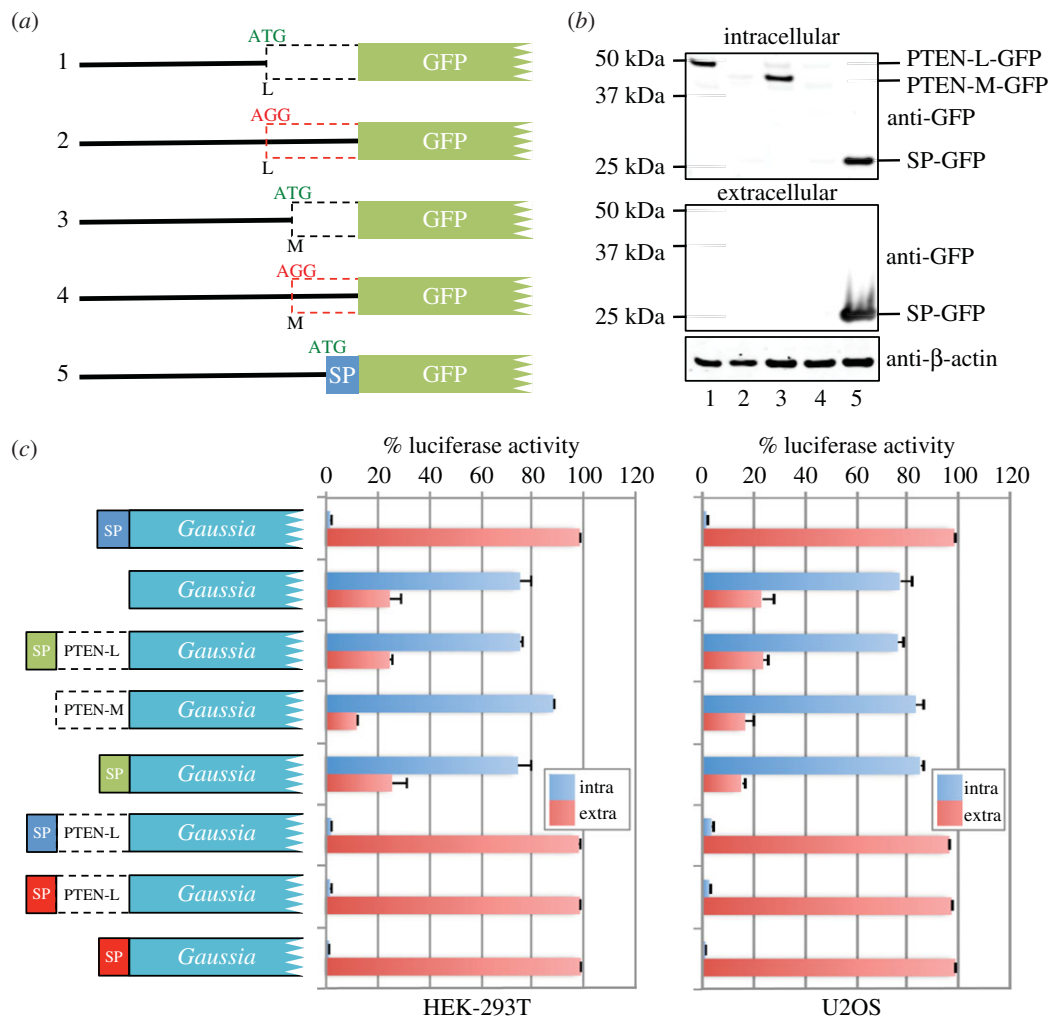 (a)
ATG
1
GFP
L
AGG
2
GFP
L
ATG
3
GFP
M
AGG
4
GFP
M
ATG
5
SP
GFP
(b)
intracellular
50 kDa
PTEN-L-GFP
PTEN-M-GFP
37 kDa
anti-GFP
25 kDa
SP-GFP
extracellular
50 kDa
37 kDa
anti-GFP
25 kDa
SP-GFP
anti-β-actin
1 2 3 4 5
(c)
% luciferase activity
0 20 40 60 80 100 120
% luciferase activity
0 20 40 60 80 100 120
SP Gaussia
Gaussia
SP PTEN-L Gaussia
PTEN-M Gaussia
SP Gaussia
SP PTEN-L Gaussia
SP PTEN-L Gaussia
SP Gaussia
intra
extra
intra
extra
HEK-293T
U2OS